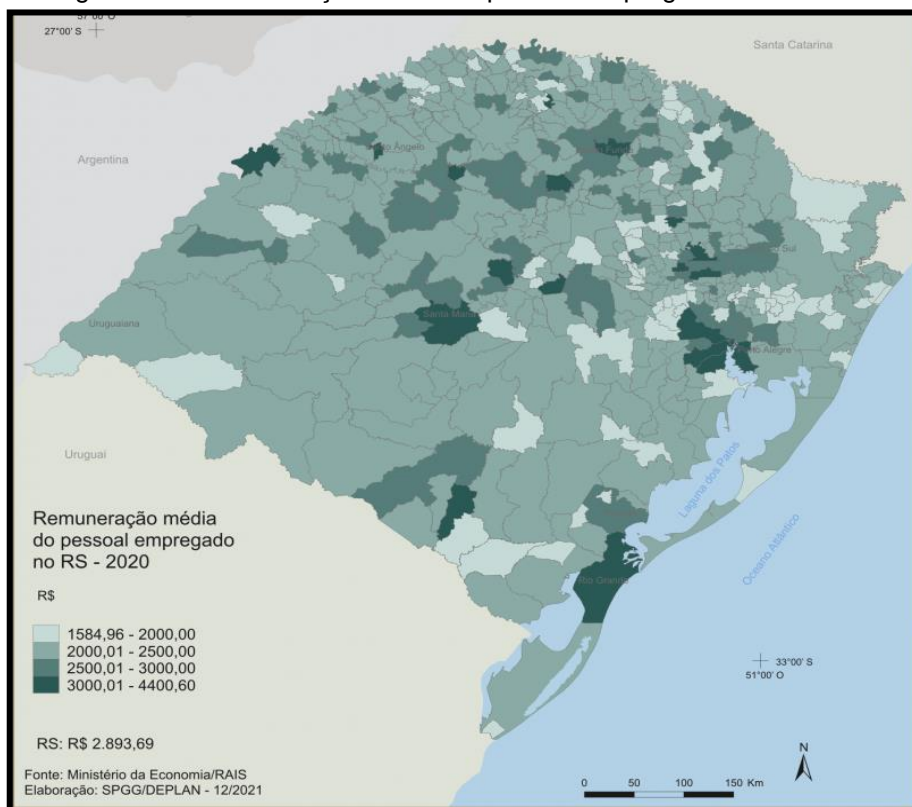 57°00' O
27°00' S
Santa Catarina
Argentina
Santa Maria
Uruguaiana
Uruguai
Laguna dos Patos
Oceano Atlântico
Rio Grande
Remuneração média
do pessoal empregado
no RS - 2020
R$
1584,96 - 2000,00
2000,01 - 2500,00
2500,01 - 3000,00
3000,01 - 4400,60
33°00' S
51°00' O
RS: R$ 2.893,69
N
Fonte: Ministério da Economia/RAIS
Elaboração: SPGG/DEPLAN - 12/2021
0 50 100 150 Km